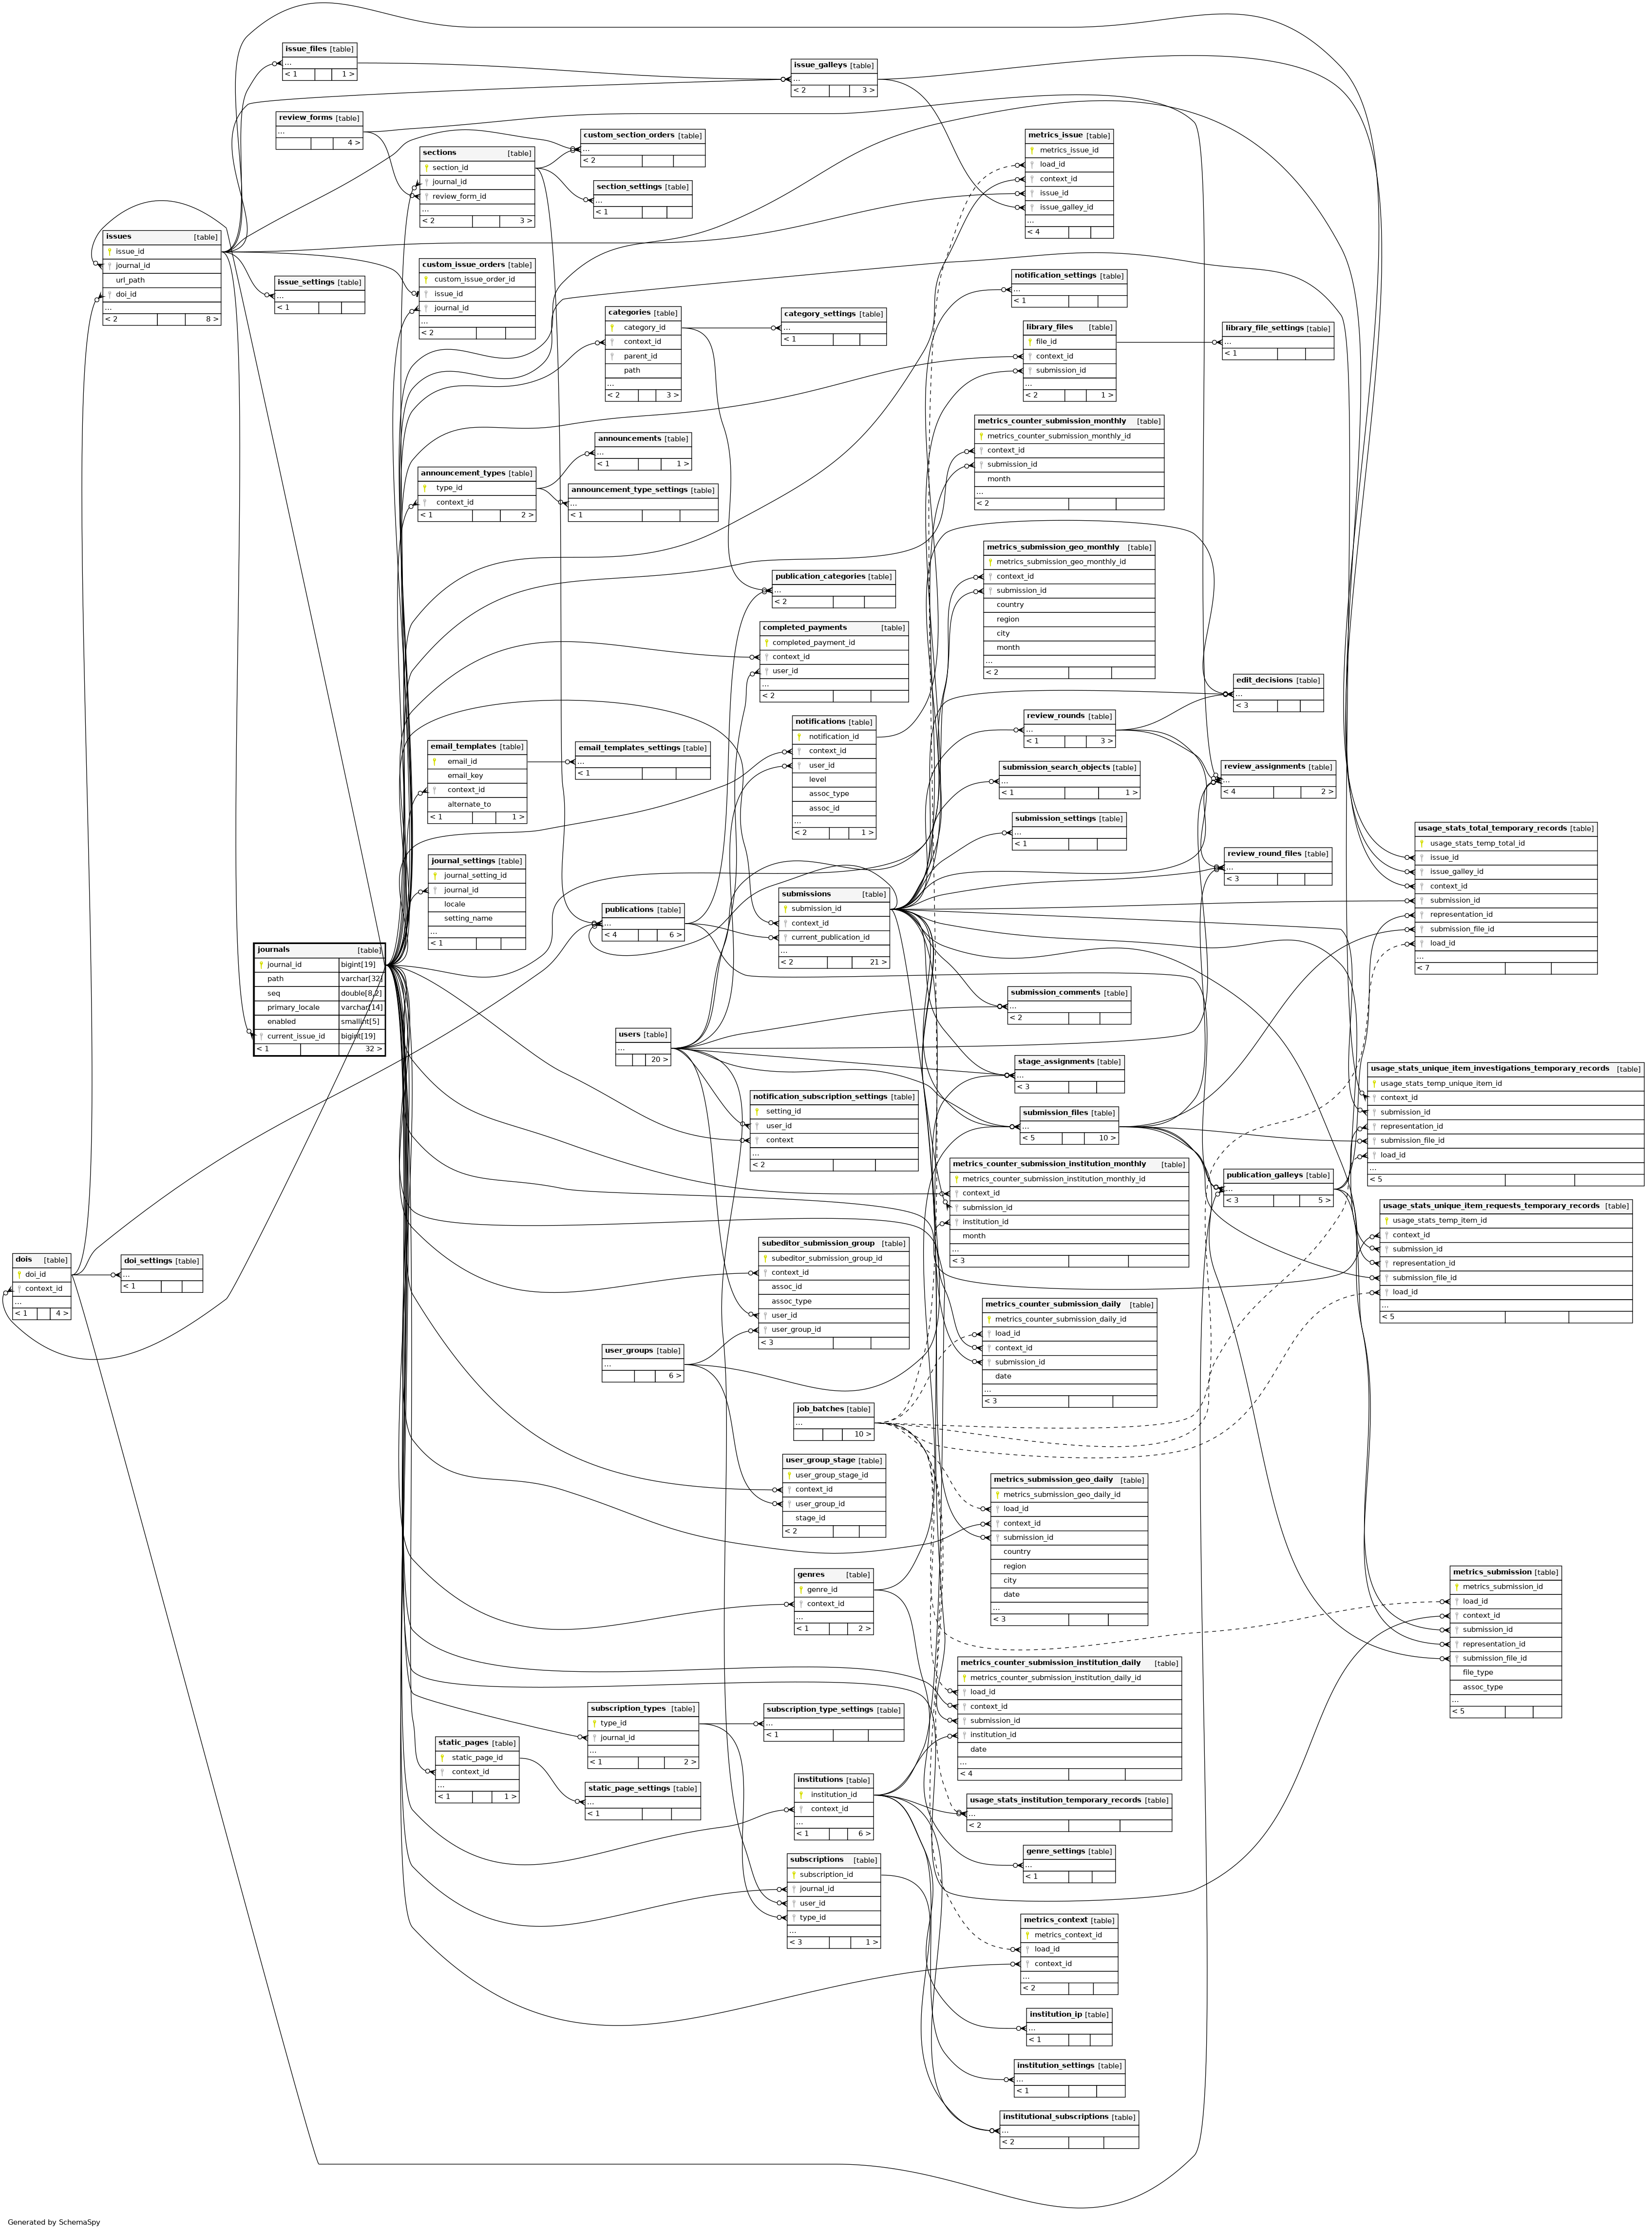 issue_files [table]
...
< 1 1 >
issue_galleys [table]
...
< 2 3 >
review_forms [table]
...
4 >
custom_section_orders [table]
...
< 2
metrics_issue [table]
metrics_issue_id
load_id
context_id
issue_id
issue_galley_id
...
< 4
sections [table]
section_id
journal_id
review_form_id
...
< 2 3 >
section_settings [table]
...
< 1
issues [table]
issue_id
journal_id
url_path
doi_id
...
< 2 8 >
issue_settings [table]
...
< 1
custom_issue_orders [table]
custom_issue_order_id
issue_id
journal_id
...
< 2
notification_settings [table]
...
< 1
categories [table]
category_id
context_id
parent_id
path
...
< 2 3 >
category_settings [table]
...
< 1
library_files [table]
file_id
context_id
submission_id
...
< 2 1 >
library_file_settings [table]
...
< 1
metrics_counter_submission_monthly [table]
metrics_counter_submission_monthly_id
context_id
submission_id
month
...
< 2
announcements [table]
...
< 1 1 >
announcement_types [table]
type_id
context_id
< 1 2 >
announcement_type_settings [table]
...
< 1
metrics_submission_geo_monthly [table]
metrics_submission_geo_monthly_id
context_id
submission_id
country
region
city
month
...
< 2
publication_categories [table]
...
< 2
completed_payments [table]
completed_payment_id
context_id
user_id
...
< 2
edit_decisions [table]
...
< 3
review_rounds [table]
...
< 1 3 >
notifications [table]
notification_id
context_id
user_id
level
assoc_type
assoc_id
...
< 2 1 >
email_templates [table]
email_id
email_key
context_id
alternate_to
< 1 1 >
email_templates_settings [table]
...
< 1
submission_search_objects [table]
...
< 1 1 >
review_assignments [table]
...
< 4 2 >
submission_settings [table]
...
< 1
usage_stats_total_temporary_records [table]
usage_stats_temp_total_id
issue_id
issue_galley_id
context_id
submission_id
representation_id
submission_file_id
load_id
...
< 7
review_round_files [table]
...
< 3
journal_settings [table]
journal_setting_id
journal_id
locale
setting_name
...
< 1
submissions [table]
submission_id
context_id
current_publication_id
...
< 2 21 >
publications [table]
...
< 4 6 >
journals [table]
journal_id bigint[19]
path varchar[32]
seq double[8,2]
primary_locale varchar[14]
enabled smallint[5]
current_issue_id bigint[19]
< 1 32 >
submission_comments [table]
...
< 2
users [table]
...
20 >
stage_assignments [table]
...
< 3
usage_stats_unique_item_investigations_temporary_records [table]
usage_stats_temp_unique_item_id
context_id
submission_id
representation_id
submission_file_id
load_id
...
< 5
notification_subscription_settings [table]
setting_id
user_id
context
...
< 2
submission_files [table]
...
< 5 10 >
metrics_counter_submission_institution_monthly [table]
metrics_counter_submission_institution_monthly_id
context_id
submission_id
institution_id
month
...
< 3
publication_galleys [table]
...
< 3 5 >
usage_stats_unique_item_requests_temporary_records [table]
usage_stats_temp_item_id
context_id
submission_id
representation_id
submission_file_id
load_id
...
< 5
subeditor_submission_group [table]
subeditor_submission_group_id
context_id
assoc_id
assoc_type
user_id
user_group_id
< 3
dois [table]
doi_id
context_id
...
< 1 4 >
doi_settings [table]
...
< 1
metrics_counter_submission_daily [table]
metrics_counter_submission_daily_id
load_id
context_id
submission_id
date
...
< 3
user_groups [table]
...
6 >
job_batches [table]
...
10 >
user_group_stage [table]
user_group_stage_id
context_id
user_group_id
stage_id
< 2
metrics_submission_geo_daily [table]
metrics_submission_geo_daily_id
load_id
context_id
submission_id
country
region
city
date
...
< 3
genres [table]
genre_id
context_id
...
< 1 2 >
metrics_submission [table]
metrics_submission_id
load_id
context_id
submission_id
representation_id
submission_file_id
file_type
assoc_type
...
< 5
metrics_counter_submission_institution_daily [table]
metrics_counter_submission_institution_daily_id
load_id
context_id
submission_id
institution_id
date
...
< 4
subscription_types [table]
type_id
journal_id
...
< 1 2 >
subscription_type_settings [table]
...
< 1
static_pages [table]
static_page_id
context_id
...
< 1 1 >
static_page_settings [table]
...
< 1
institutions [table]
institution_id
context_id
...
< 1 6 >
usage_stats_institution_temporary_records [table]
...
< 2
genre_settings [table]
...
< 1
subscriptions [table]
subscription_id
journal_id
user_id
type_id
...
< 3 1 >
metrics_context [table]
metrics_context_id
load_id
context_id
...
< 2
institution_ip [table]
...
< 1
institution_settings [table]
...
< 1
institutional_subscriptions [table]
...
< 2
Generated by SchemaSpy